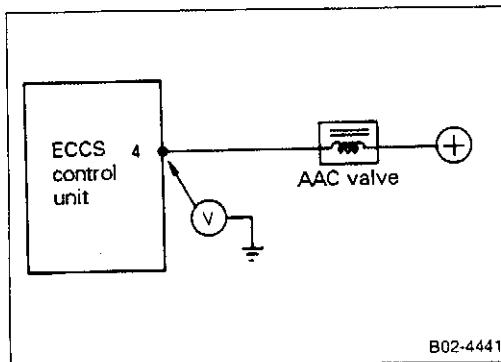 ECCS 4
control
unit
AAC valve
V
+
B02-4441